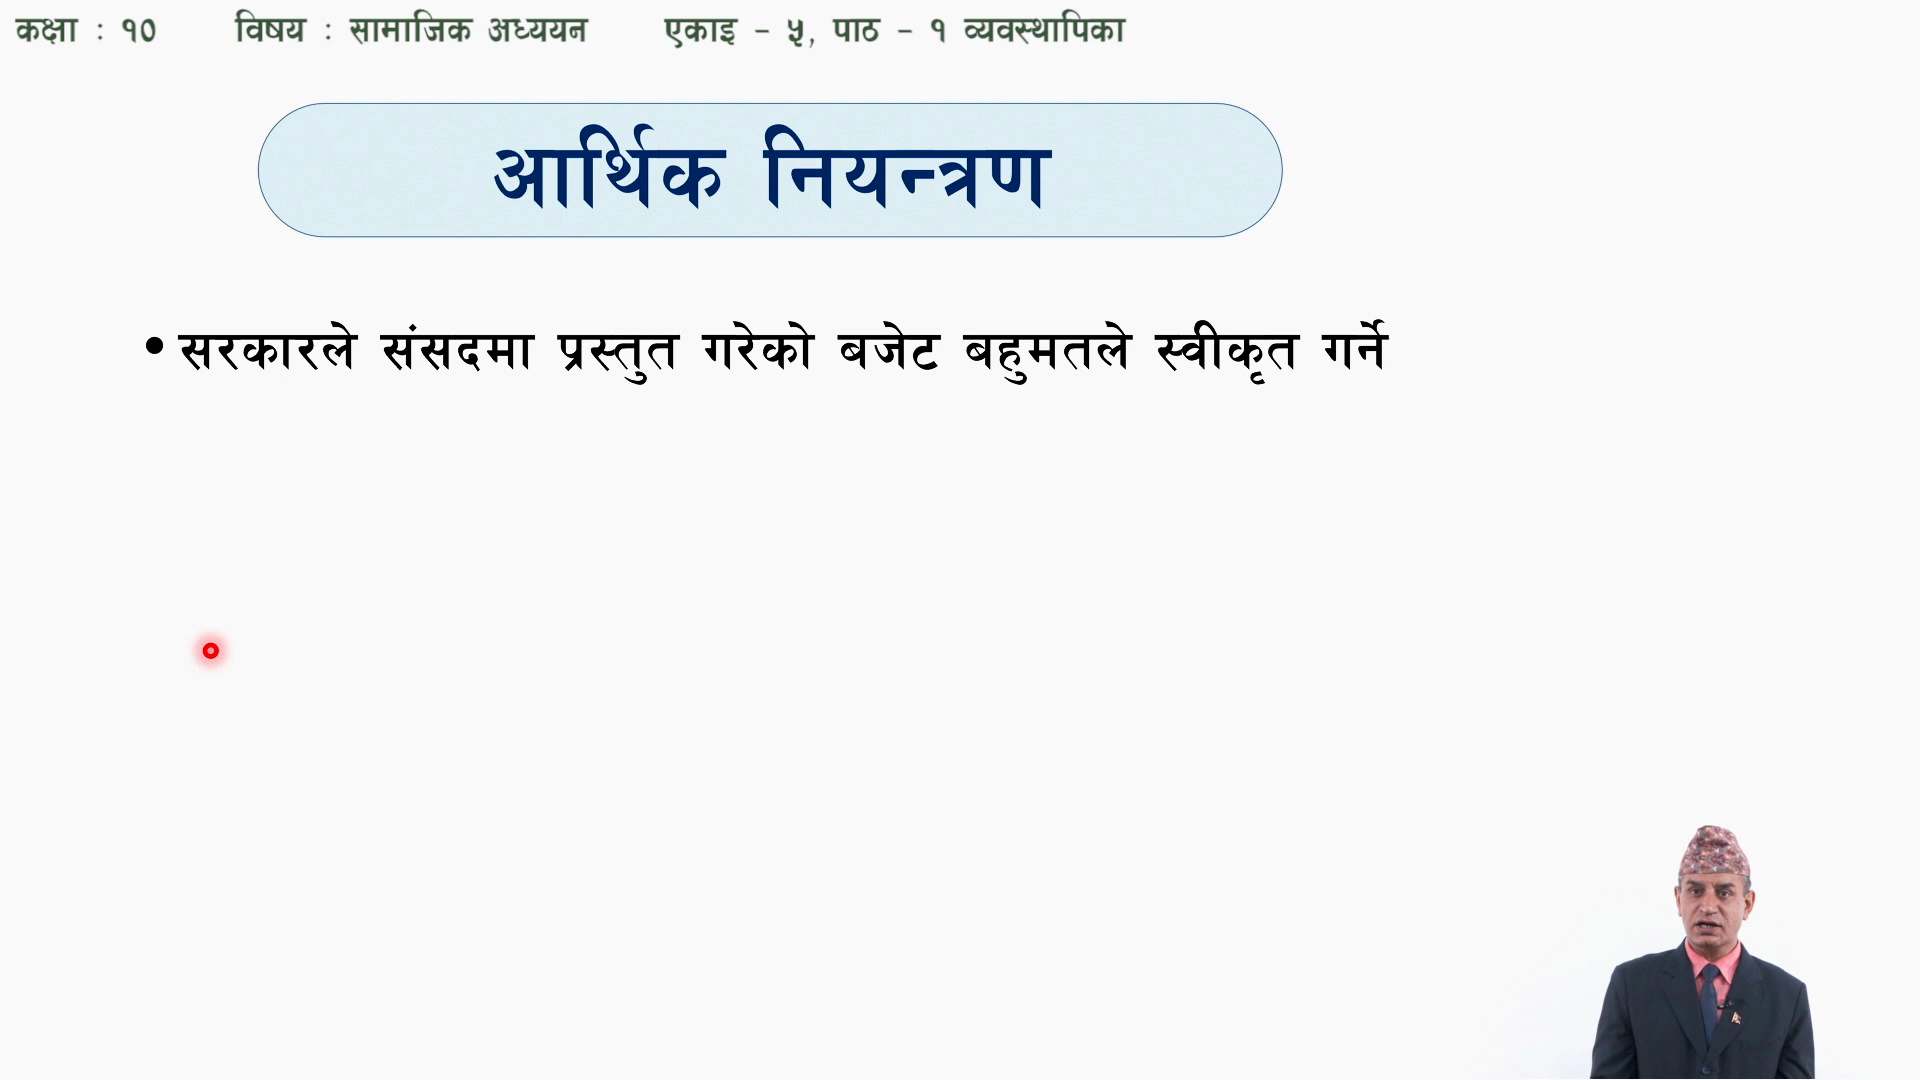 कक्षा : १० विषय : सामाजिक अध्ययन एकाइ - ५, पाठ - १ व्यवस्थापिका
आर्थिक नियन्त्रण
• सरकारले संसदमा प्रस्तुत गरेको बजेट बहुमतले स्वीकृत गर्ने